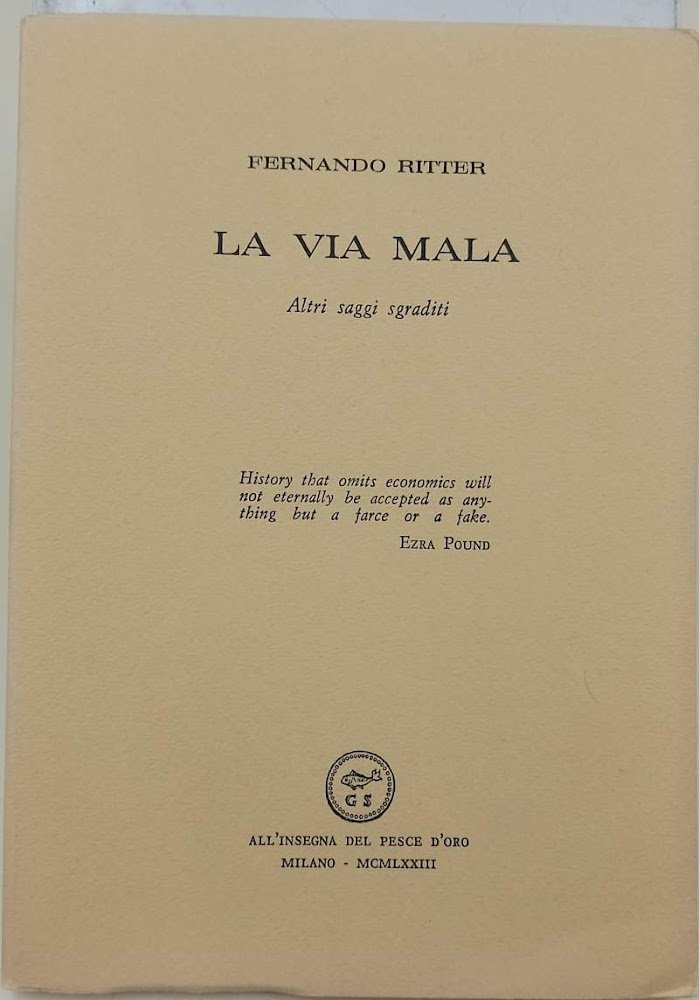 FERNANDO RITTER
LA VIA MALA
Altri saggi sgraditi
History that omits economics will
not eternally be accepted as any-
thing but a farce or a fake.
EZRA POUND
G S
ALL'INSEGNA DEL PESCE D'ORO
MILANO - MCMLXXIII